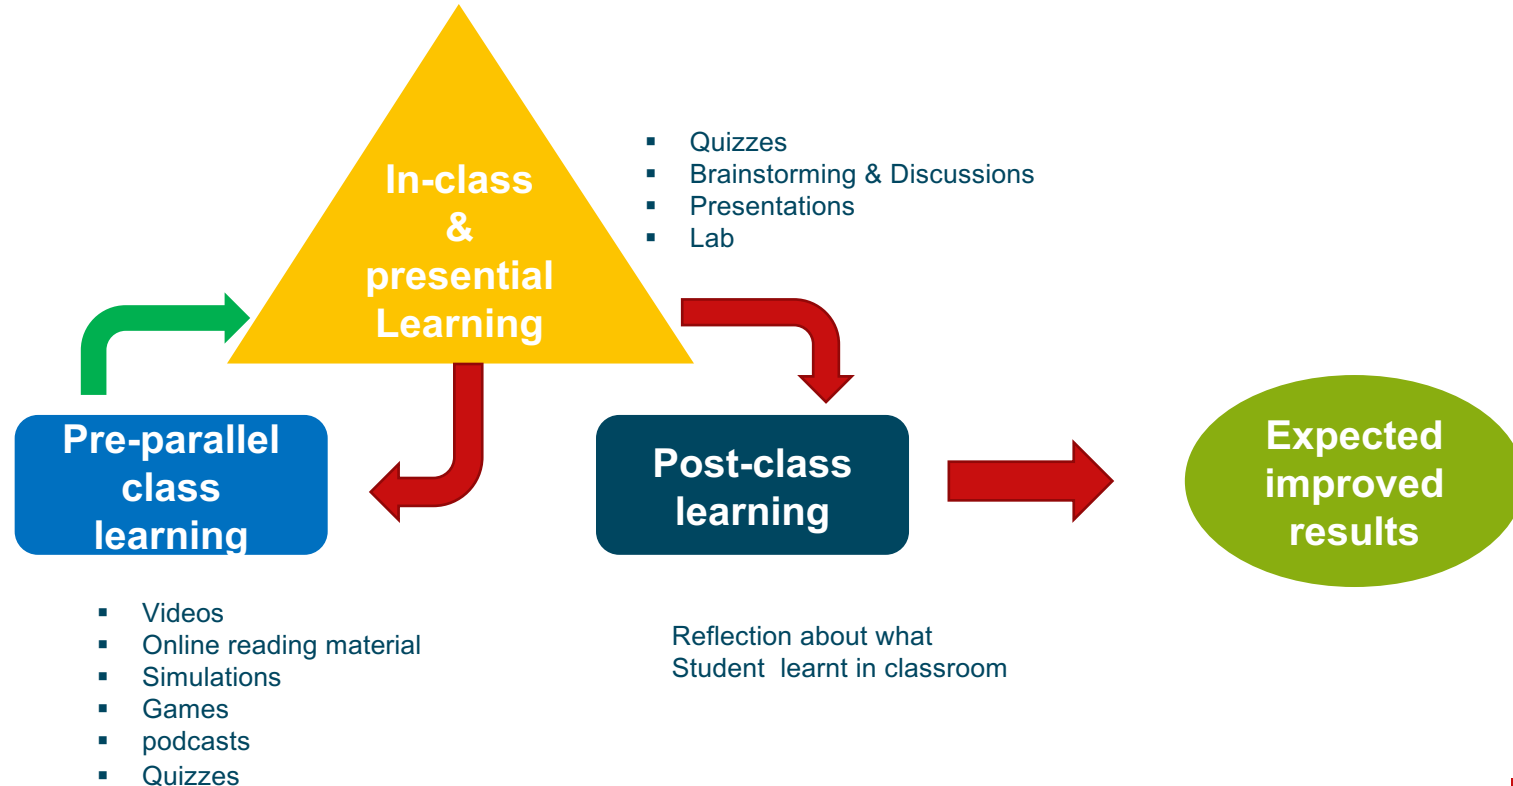 In-class
&
presential
Learning
▪ Quizzes
▪ Brainstorming & Discussions
▪ Presentations
▪ Lab
Pre-parallel
class
learning
Post-class
learning
Expected
improved
results
▪ Videos
▪ Online reading material
▪ Simulations
▪ Games
▪ podcasts
▪ Quizzes
Reflection about what
Student  learnt in classroom